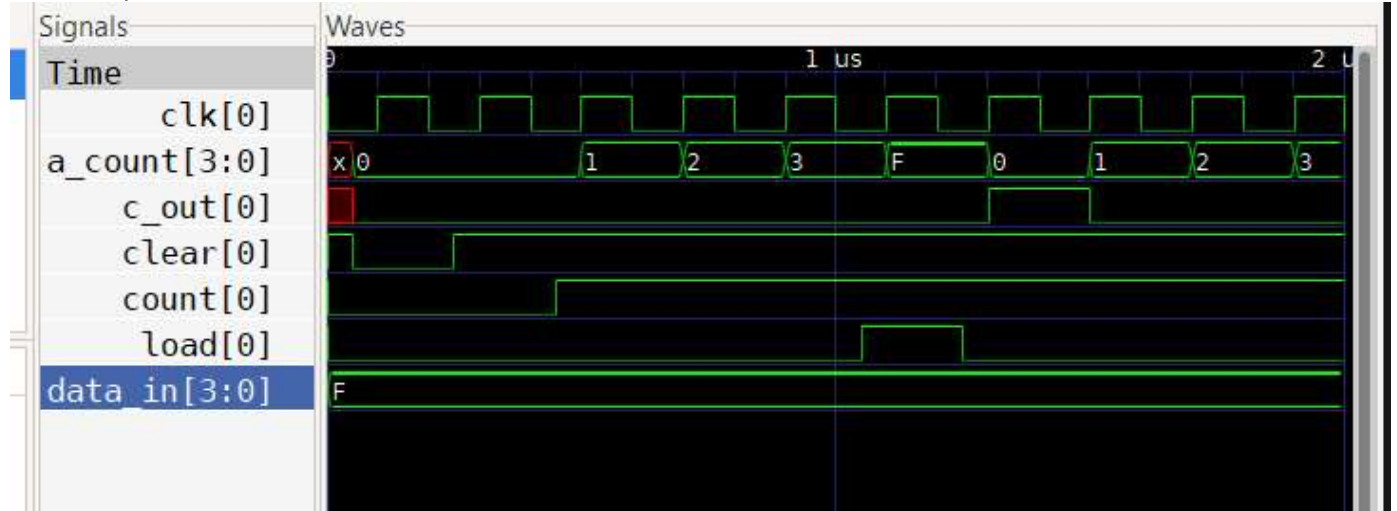 Signals
Waves
Time
0 1 us 2 u
clk[0]
a_count[3:0] x 0 1 2 3 F 0 1 2 3
c_out[0]
clear[0]
count[0]
load[0]
data_in[3:0] F